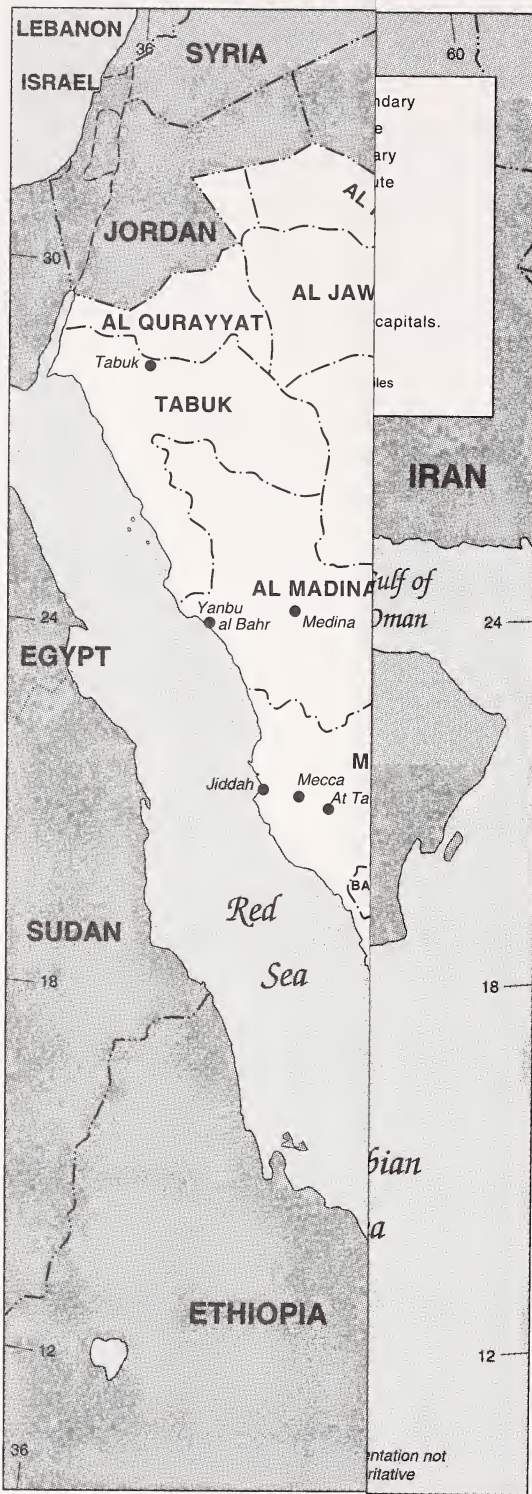 LEBANON
36
SYRIA
60
ISRAEL
ndary
e
ary
ute
AL
JORDAN
30
AL JAW
AL QURAYYAT
capitals.
Tabuk
les
TABUK
IRAN
AL MADINA
ulf of
Oman
Yanbu
al Bahr
Medina
24
24
EGYPT
M
Jiddah
Mecca
At Ta
BA
Red
Sea
SUDAN
18
18
bian
a
ETHIOPIA
12
12
36
entation not
ritative